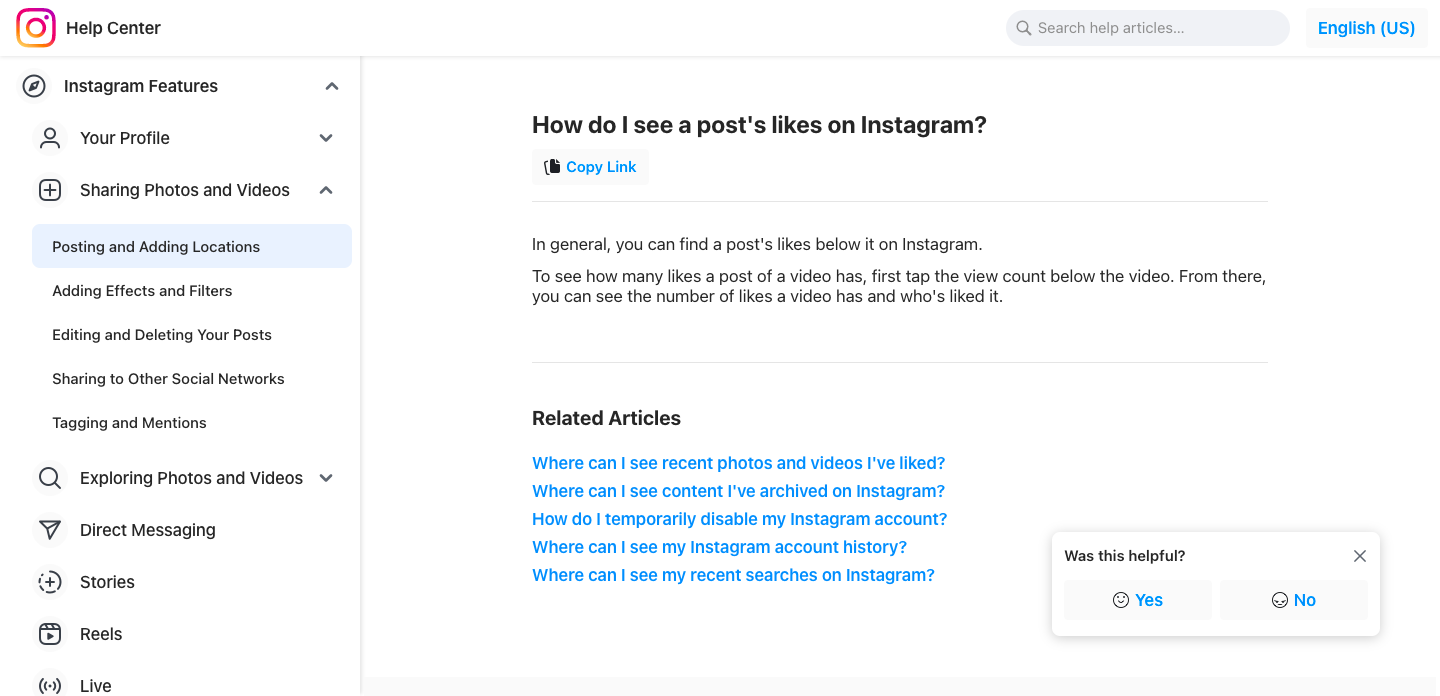 Help Center
Search help articles...
English (US)
Instagram Features
Your Profile
Sharing Photos and Videos
Posting and Adding Locations
Adding Effects and Filters
Editing and Deleting Your Posts
Sharing to Other Social Networks
Tagging and Mentions
Exploring Photos and Videos
Direct Messaging
Stories
Reels
Live
How do I see a post's likes on Instagram?
Copy Link
In general, you can find a post's likes below it on Instagram.
To see how many likes a post of a video has, first tap the view count below the video. From there,
you can see the number of likes a video has and who's liked it.
Related Articles
Where can I see recent photos and videos I've liked?
Where can I see content I've archived on Instagram?
How do I temporarily disable my Instagram account?
Where can I see my Instagram account history?
Where can I see my recent searches on Instagram?
Was this helpful?
Yes
No